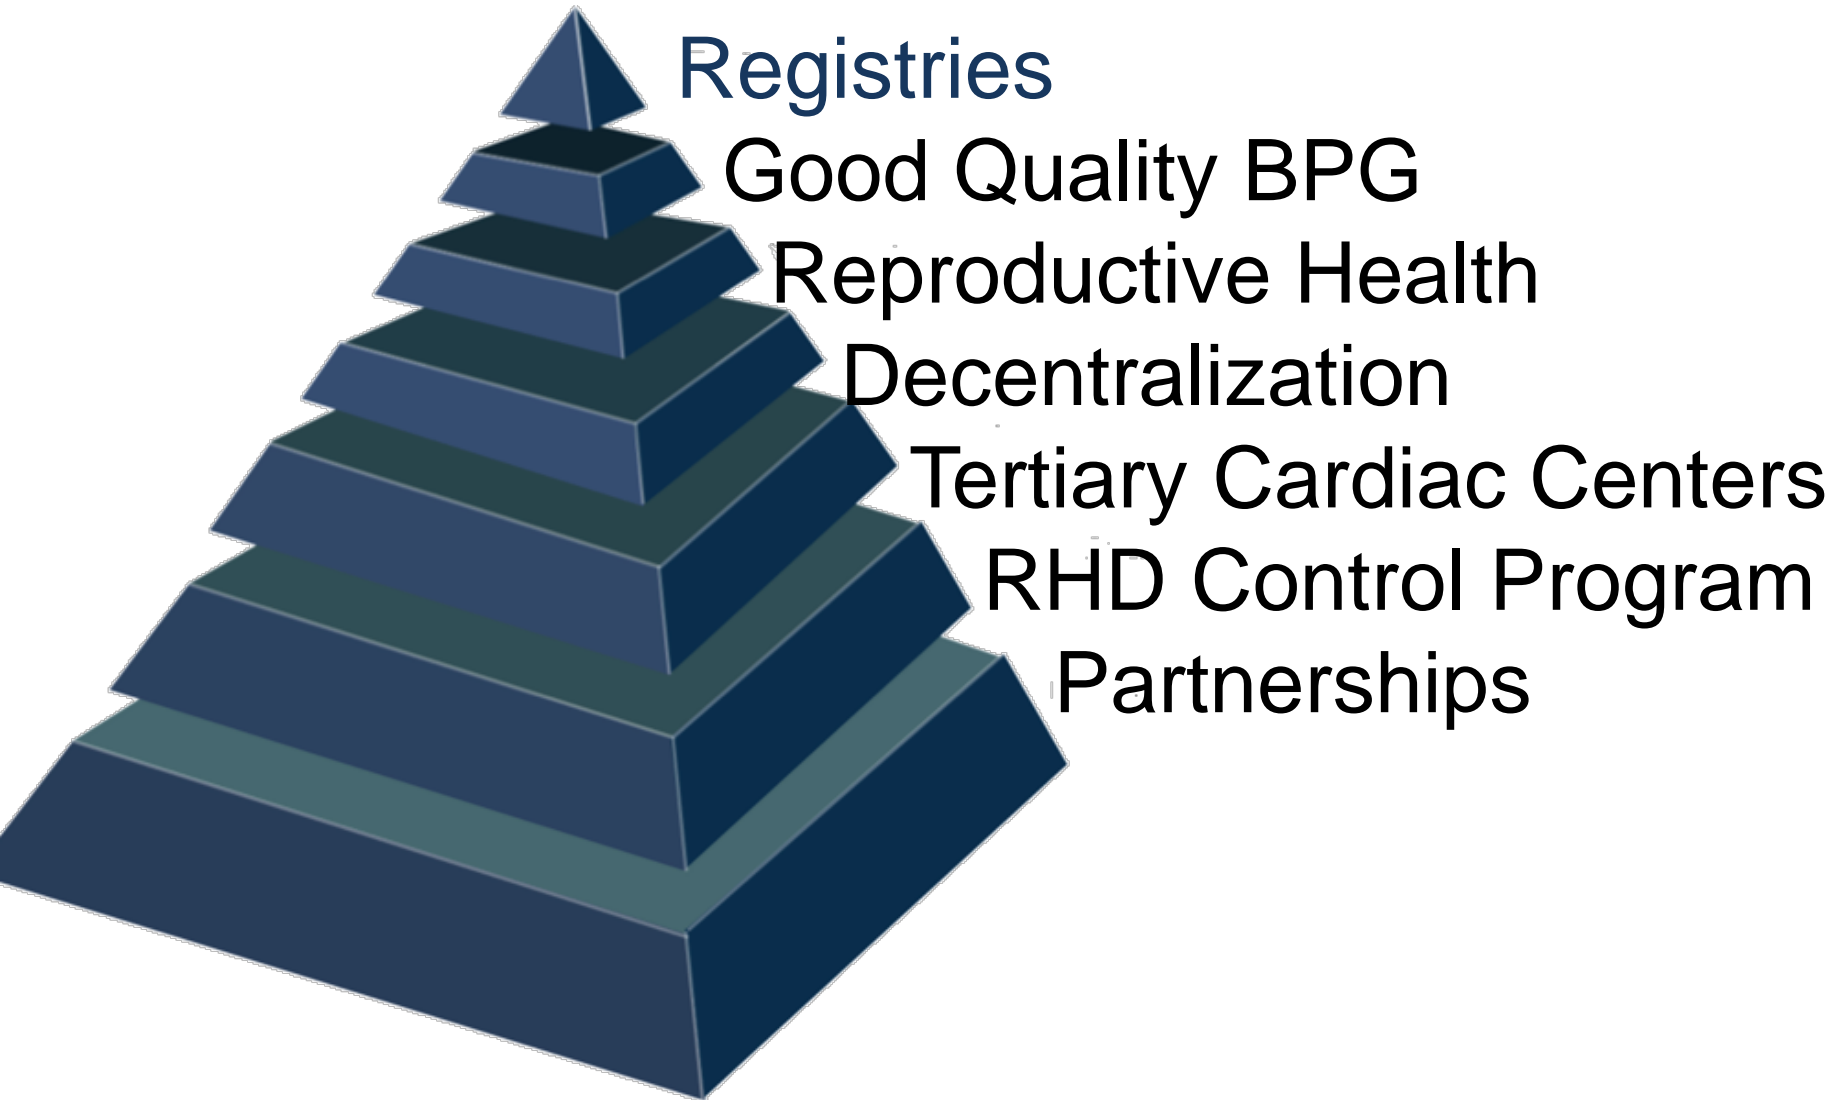 Registries
Good Quality BPG
Reproductive Health
Decentralization
Tertiary Cardiac Centers
RHD Control Program
Partnerships